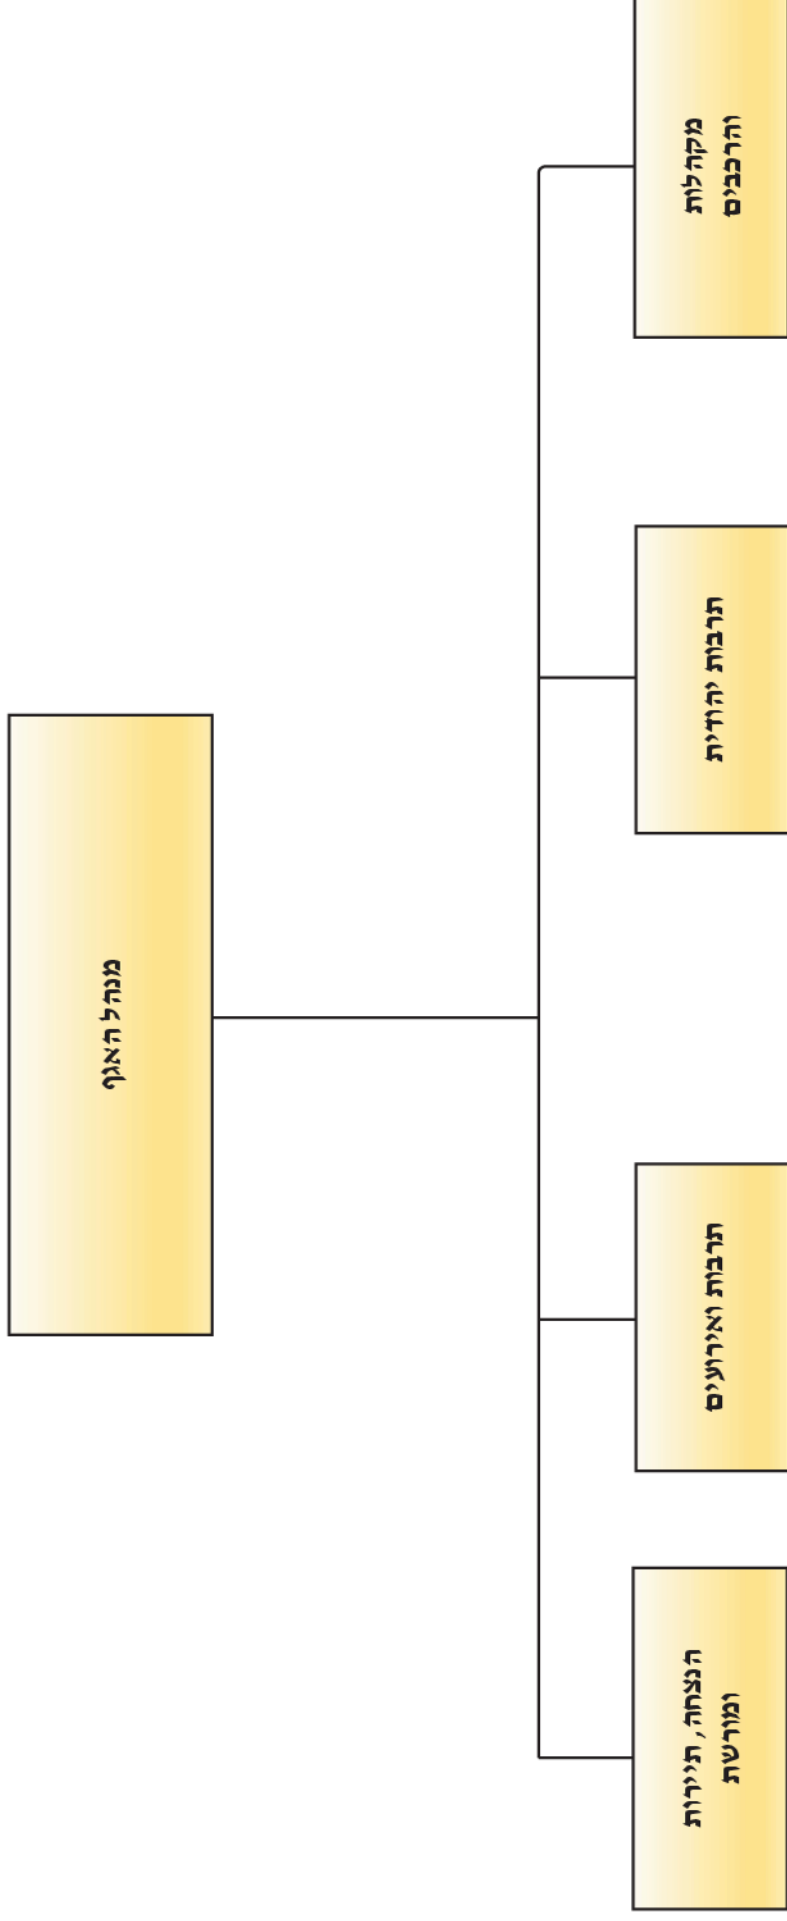 מנהל האגף
מקהלות
והרכבים
תרבות יהודית
תרבות ואירועים
הנצחה, תיירות
ומורשת